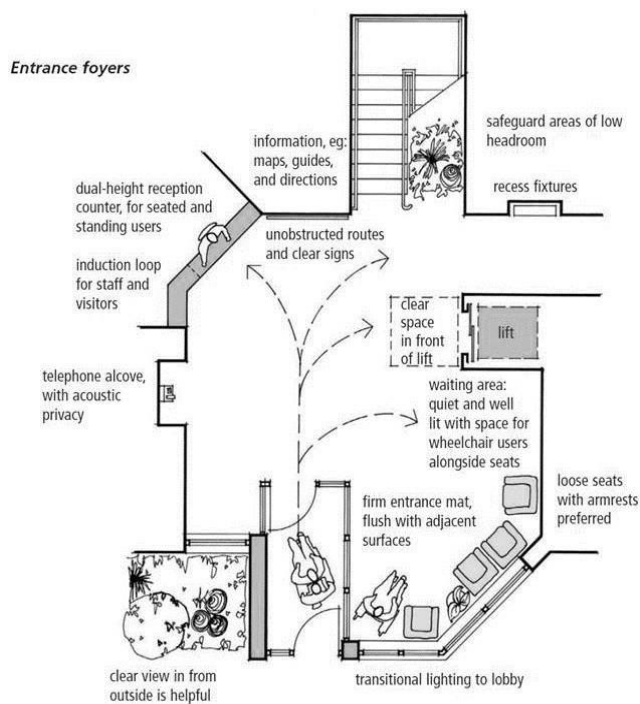 Entrance foyers
safeguard areas of low
headroom
information, eg:
maps, guides,
and directions
dual-height reception
counter, for seated and
standing users
recess fixtures
unobstructed routes
and clear signs
induction loop
for staff and
visitors
clear
space
in front
of lift
lift
telephone alcove,
with acoustic
privacy
waiting area:
quiet and well
lit with space for
wheelchair users
alongside seats
loose seats
with armrests
preferred
firm entrance mat,
flush with adjacent
surfaces
clear view in from
outside is helpful
transitional lighting to lobby